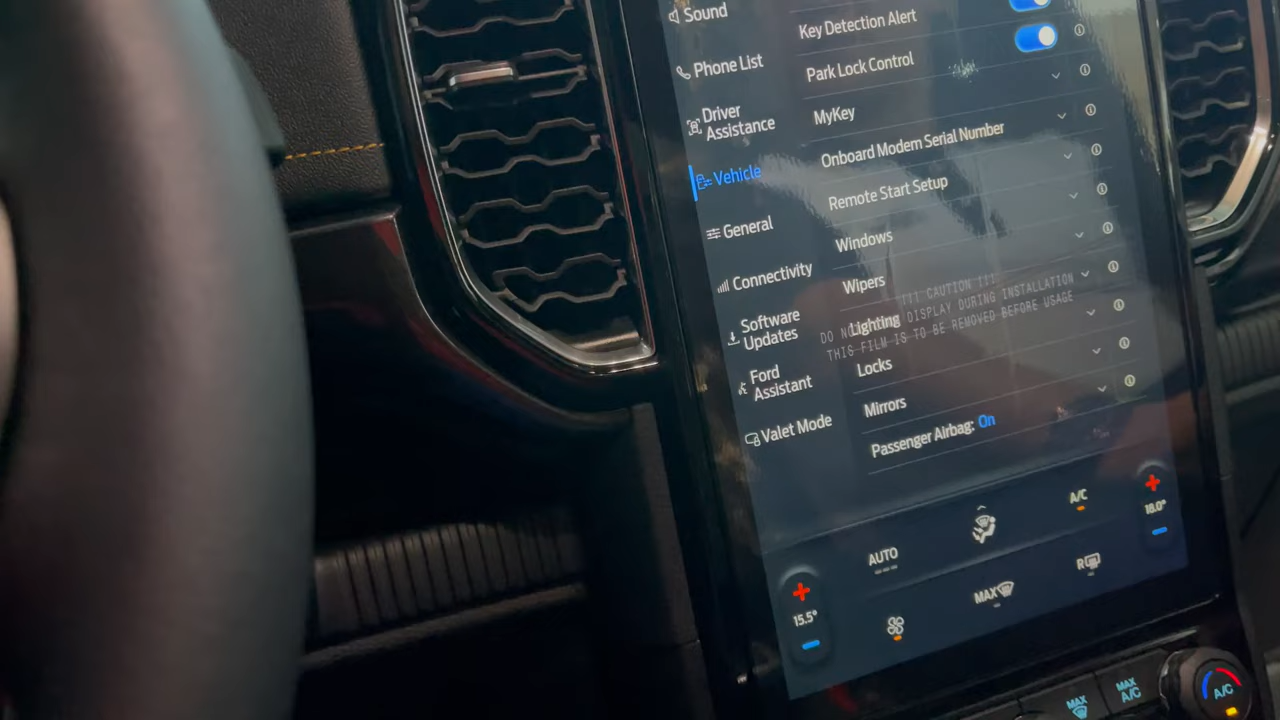 Sound
Phone List
Driver
Assistance
Vehicle
General
Connectivity
Software
Updates
Ford
Assistant
Valet Mode
Key Detection Alert
Park Lock Control
MyKey
Onboard Modem Serial Number
Remote Start Setup
Windows
Wipers
Lighting
Locks
Mirrors
Passenger Airbag: On
!!! CAUTION !!!
DISPLAY DURING INSTALLATION
THIS FILM IS TO BE REMOVED BEFORE USAGE
AUTO
A/C
18.0°
15.5°
MAX
R
MAX
MAX
A/C
A/C